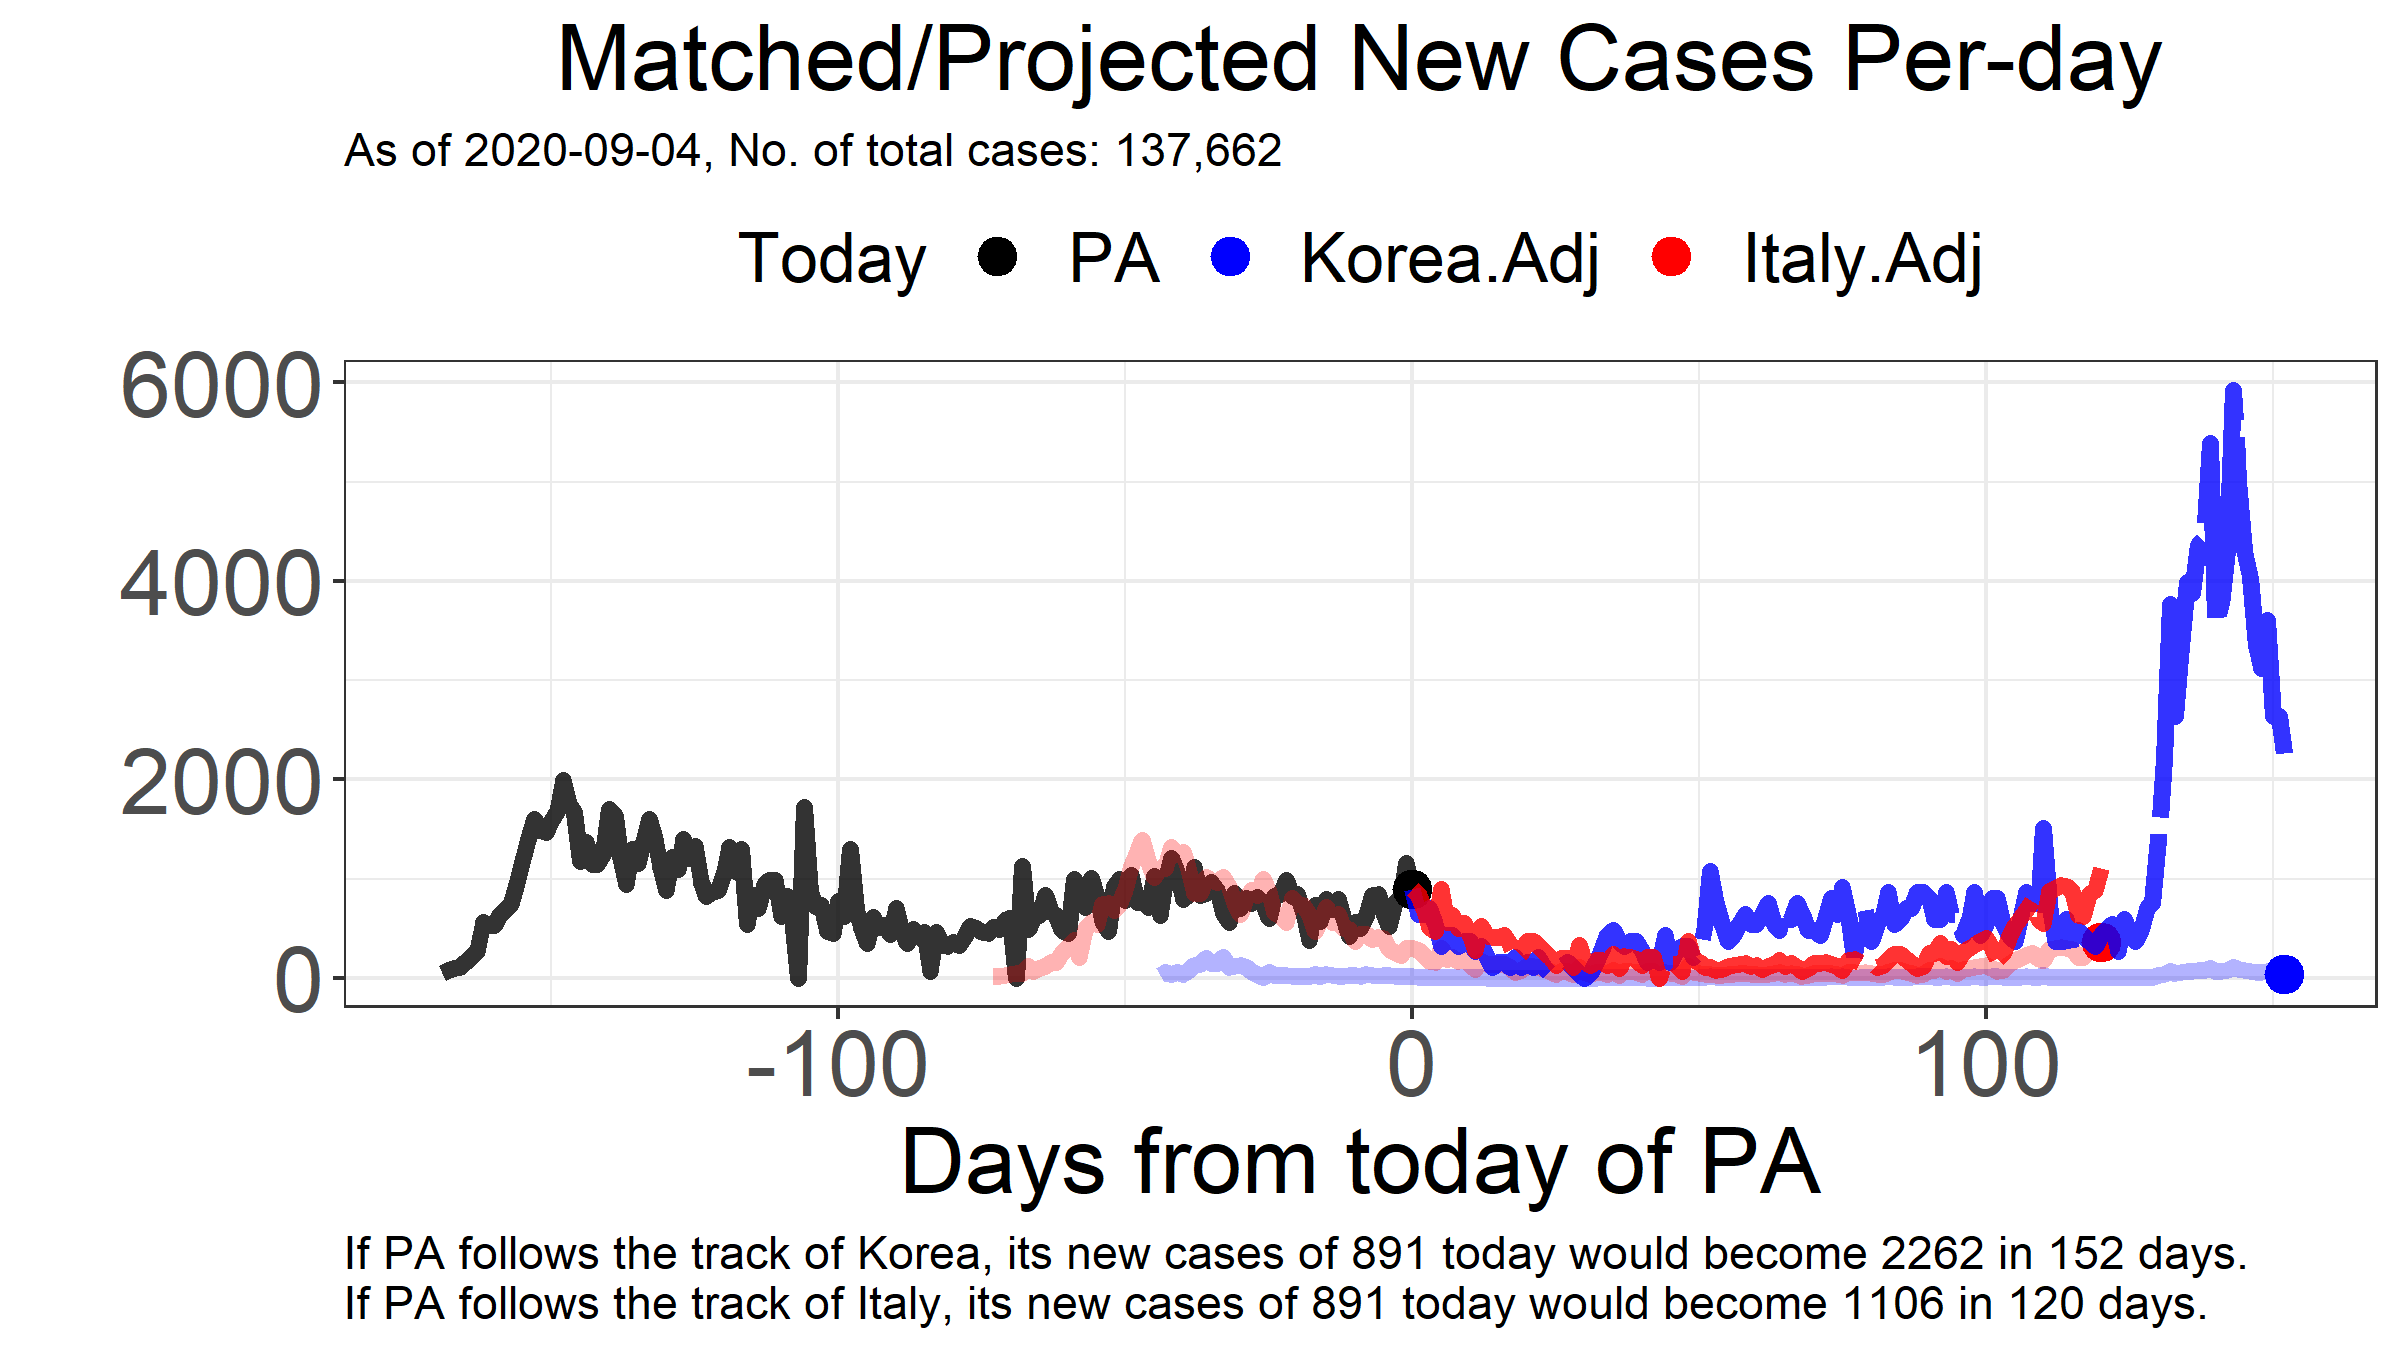 Matched/Projected New Cases Per-day
As of 2020-09-04, No. of total cases: 137,662
Today PA Korea.Adj Italy.Adj
6000
4000
2000
0
-100 0 100
Days from today of PA
If PA follows the track of Korea, its new cases of 891 today would become 2262 in 152 days.
If PA follows the track of Italy, its new cases of 891 today would become 1106 in 120 days.